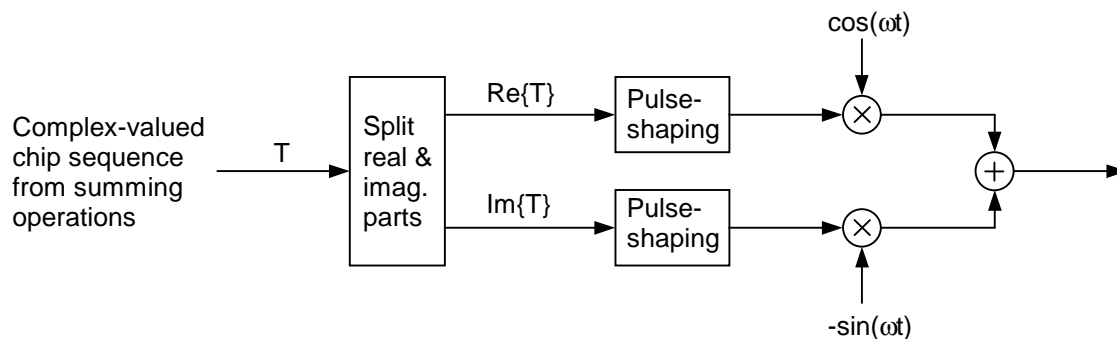 cos(ωt)
Complex-valued
chip sequence
from summing
operations
T
Split
real &
imag.
parts
Re{T}
Pulse-
shaping
Im{T}
Pulse-
shaping
-sin(ωt)